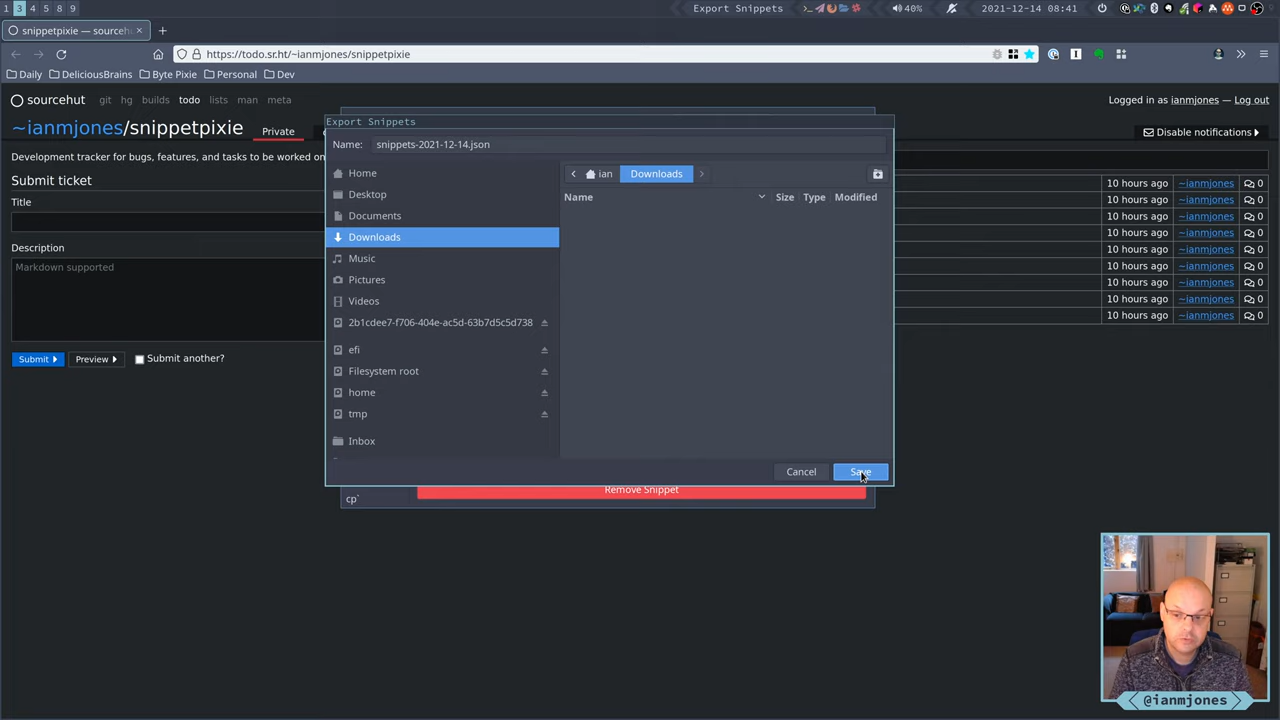 1 3 4 5 8 9
Export Snippets
40%
2021-12-14 08:41
snippetpixie — sourceh
https://todo.sr.ht/~ianmjones/snippetpixie
Daily
DeliciousBrains
Byte Pixie
Personal
Dev
sourcehut git hg builds todo lists man meta
Logged in as ianmjones — Log out
~ianmjones/snippetpixie
Private
Disable notifications
Development tracker for bugs, features, and tasks to be worked on
Submit ticket
Title
Description
Markdown supported
Submit
Preview
Submit another?
Export Snippets
Name: snippets-2021-12-14.json
Home
Desktop
Documents
Downloads
Music
Pictures
Videos
2b1cdee7-f706-404e-ac5d-63b7d5c5d738
efi
Filesystem root
home
tmp
Inbox
ian
Downloads
Name Size Type Modified
Cancel
Save
cp`
Remove Snippet
10 hours ago ~ianmjones 0
10 hours ago ~ianmjones 0
10 hours ago ~ianmjones 0
10 hours ago ~ianmjones 0
10 hours ago ~ianmjones 0
10 hours ago ~ianmjones 0
10 hours ago ~ianmjones 0
10 hours ago ~ianmjones 0
10 hours ago ~ianmjones 0
@ianmjones